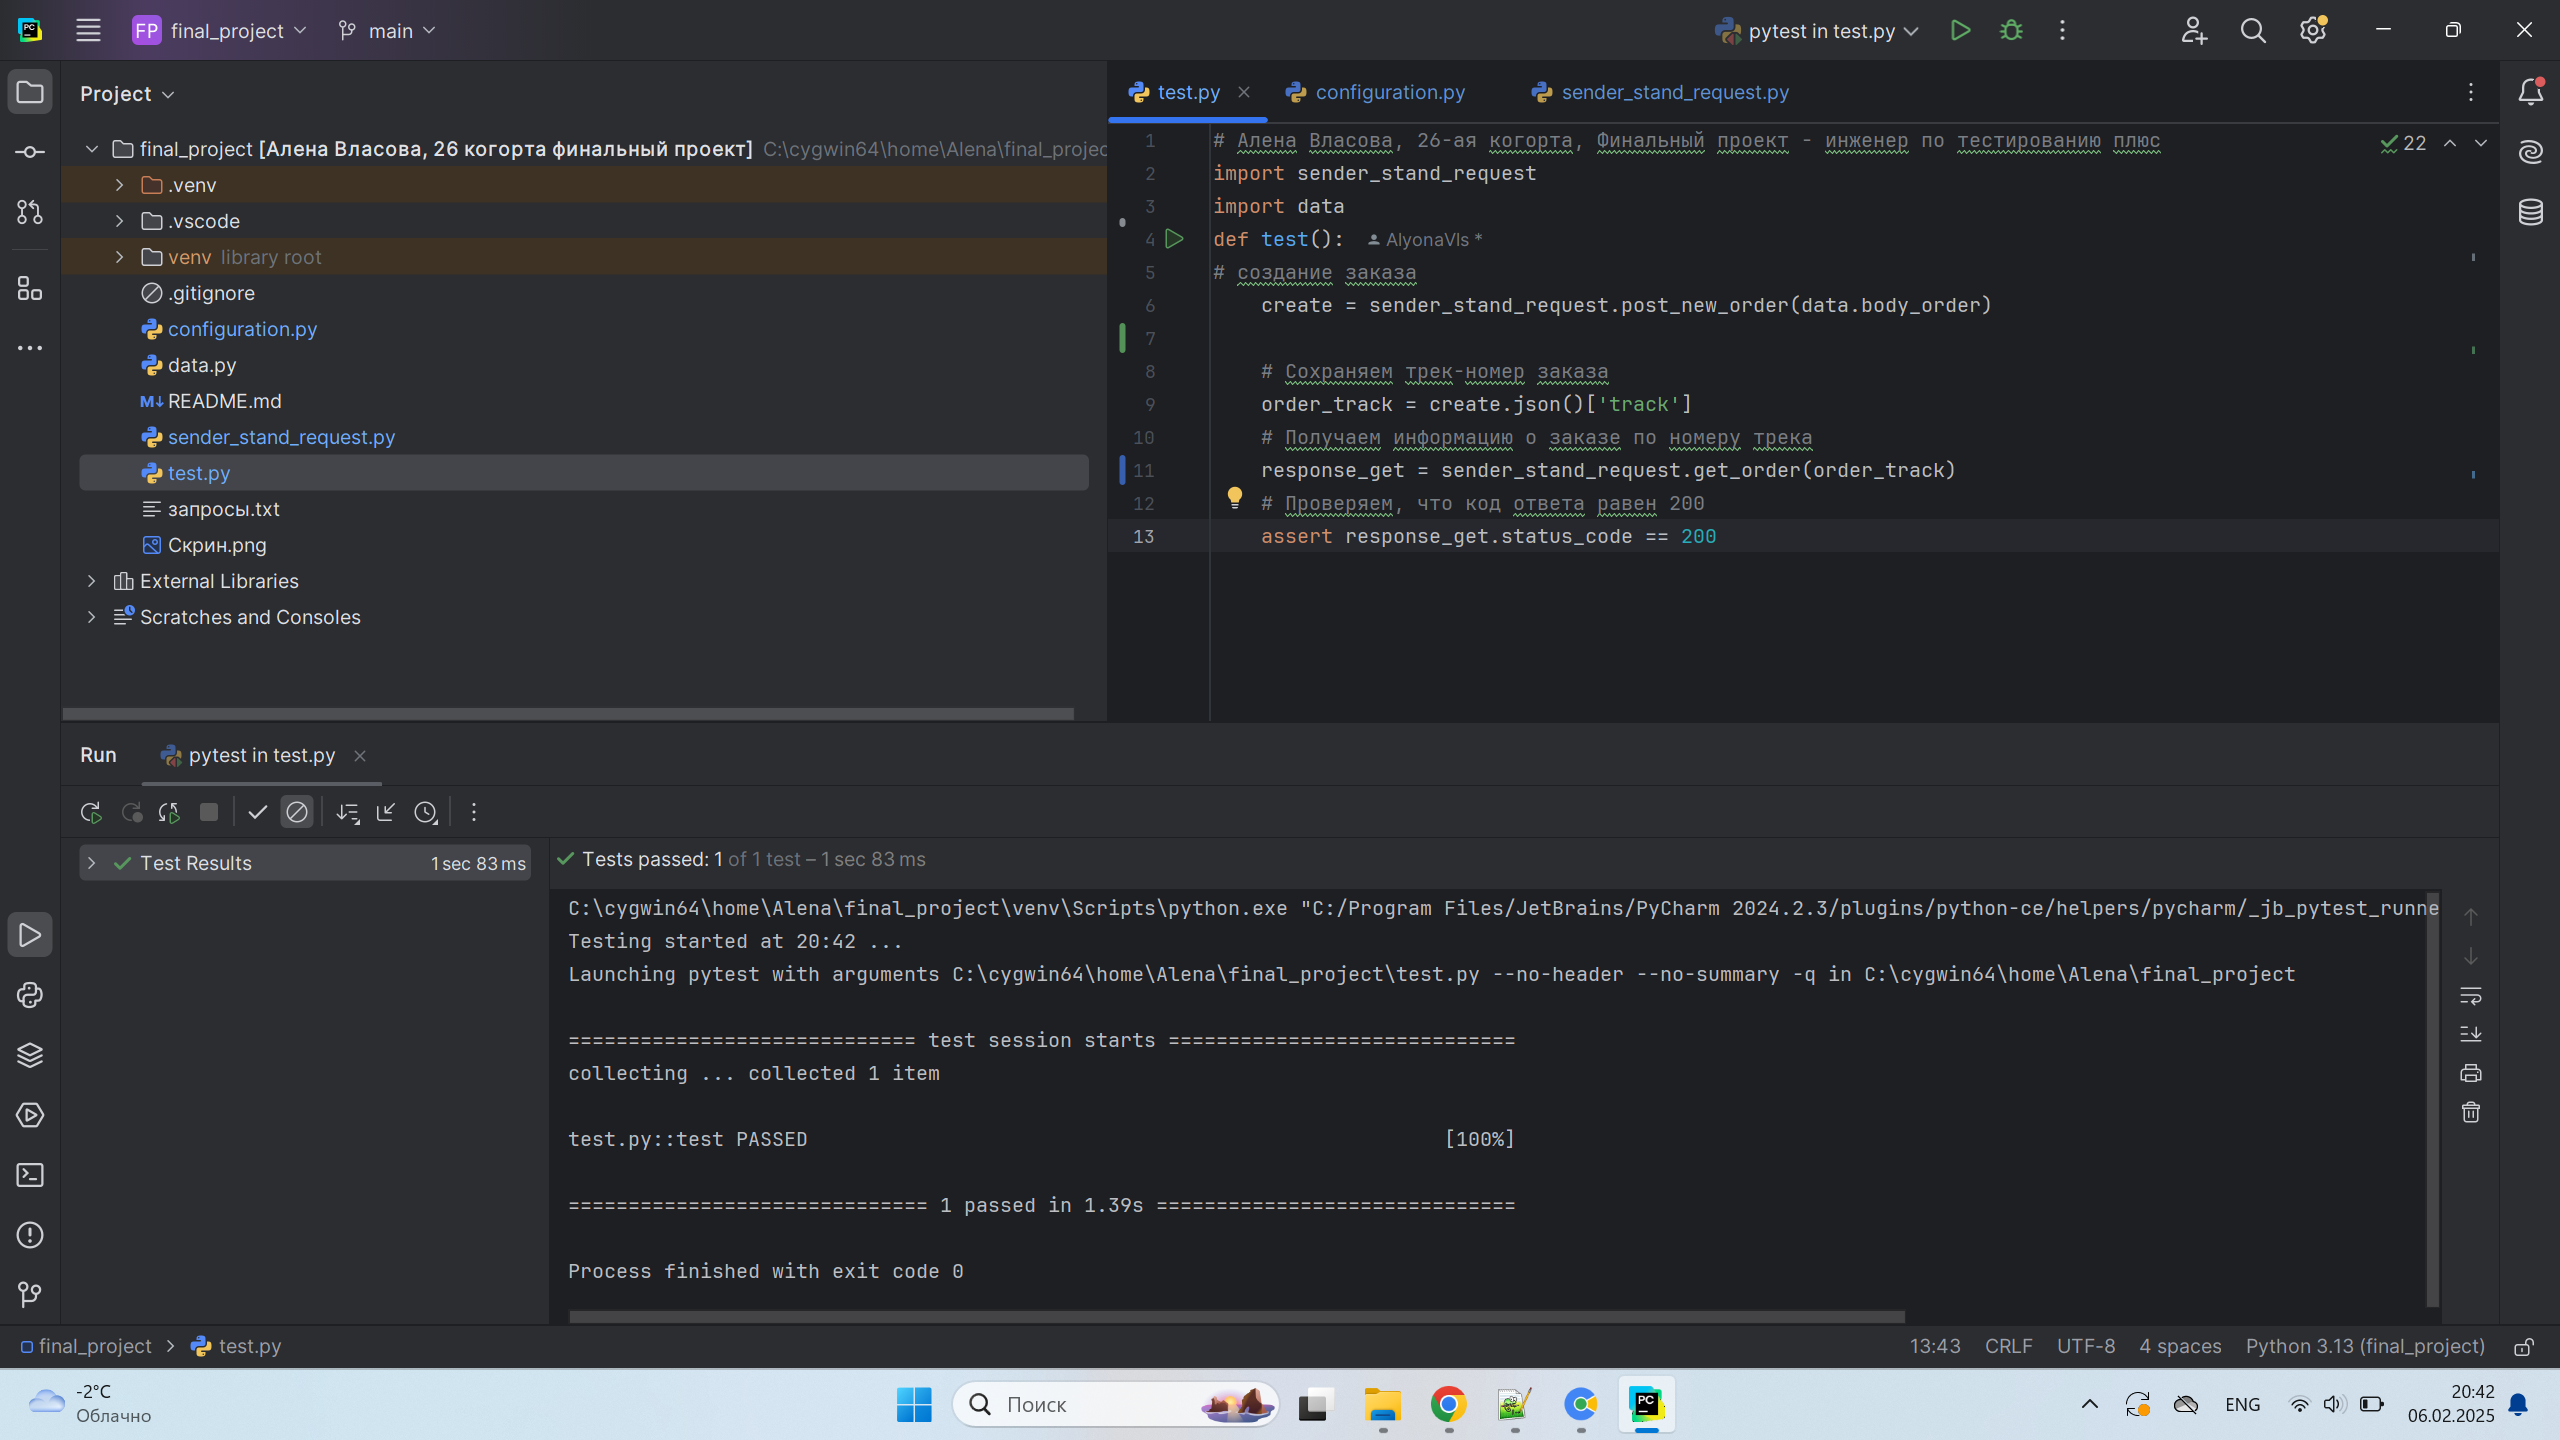 PC
FP final_project
main
pytest in test.py
Project
final_project [Алена Власова, 26 когорта финальный проект] C:\cygwin64\home\Alena\final_projec
.venv
.vscode
venv library root
.gitignore
configuration.py
data.py
M↓ README.md
sender_stand_request.py
test.py
запросы.txt
Скрин.png
External Libraries
Scratches and Consoles
test.py
configuration.py
sender_stand_request.py
22
1 # Алена Власова, 26-ая когорта, Финальный проект - инженер по тестированию плюс
2 import sender_stand_request
3 import data
4 def test(): AlyonaVls *
5 # создание заказа
6 create = sender_stand_request.post_new_order(data.body_order)
7
8 # Сохраняем трек-номер заказа
9 order_track = create.json()['track']
10 # Получаем информацию о заказе по номеру трека
11 response_get = sender_stand_request.get_order(order_track)
12 # Проверяем, что код ответа равен 200
13 assert response_get.status_code == 200
Run
pytest in test.py
Test Results 1 sec 83 ms
Tests passed: 1 of 1 test – 1 sec 83 ms
C:\cygwin64\home\Alena\final_project\venv\Scripts\python.exe "C:/Program Files/JetBrains/PyCharm 2024.2.3/plugins/python-ce/helpers/pycharm/_jb_pytest_runne
Testing started at 20:42 ...
Launching pytest with arguments C:\cygwin64\home\Alena\final_project\test.py --no-header --no-summary -q in C:\cygwin64\home\Alena\final_project
============================= test session starts =============================
collecting ... collected 1 item
test.py::test PASSED [100%]
============================== 1 passed in 1.39s ==============================
Process finished with exit code 0
final_project
test.py
13:43 CRLF UTF-8 4 spaces Python 3.13 (final_project)
-2°C
Облачно
Поиск
PC
ENG
20:42
06.02.2025